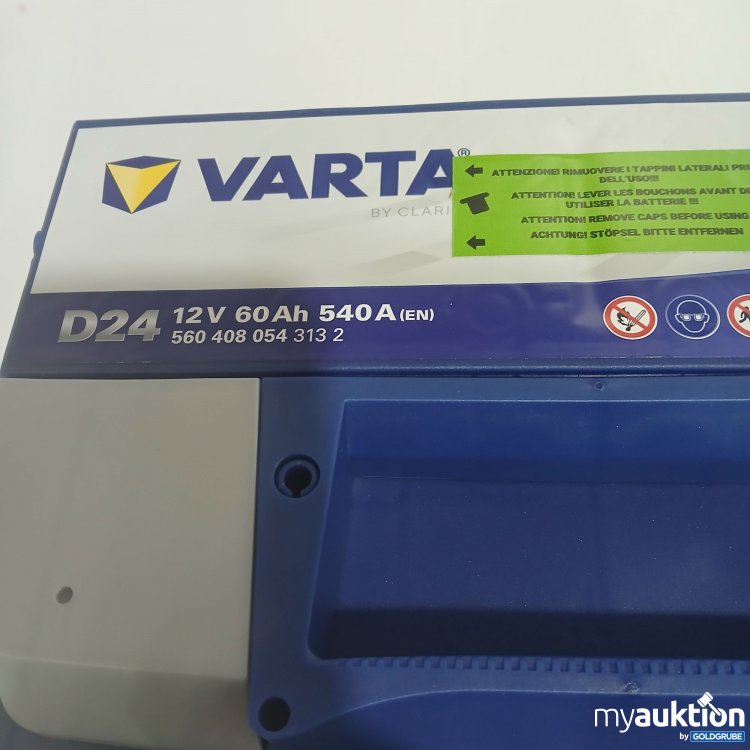 VARTA®
BY CLARI
ATTENZIONE! RIMUOVERE I TAPPINI LATERALI PRI
DELL'USO!!!
ATTENTION! LEVER LES BOUCHONS AVANT D
UTILISER LA BATTERIE !!!
ATTENTION! REMOVE CAPS BEFORE USING
ACHTUNG! STÖPSEL BITTE ENTFERNEN
D24 12V 60Ah 540A (EN)
560 408 054 313 2
myauktion
by GOLDGRUBE